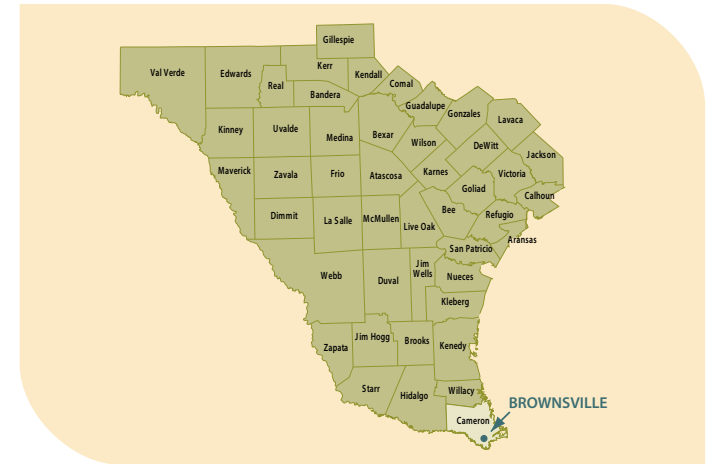 Gillespie
Val Verde
Edwards
Real
Kerr
Kendall
Bandera
Comal
Guadalupe
Gonzales
Lavaca
Kinney
Uvalde
Medina
Bexar
Wilson
DeWitt
Jackson
Maverick
Zavala
Frio
Atascosa
Karnes
Victoria
Goliad
Calhoun
Dimmit
La Salle
McMullen
Live Oak
Bee
Refugio
Aransas
San Patricio
Webb
Duval
Jim
Wells
Nueces
Kleberg
Zapata
Jim Hogg
Brooks
Kenedy
Starr
Hidalgo
Willacy
BROWNSVILLE
Cameron